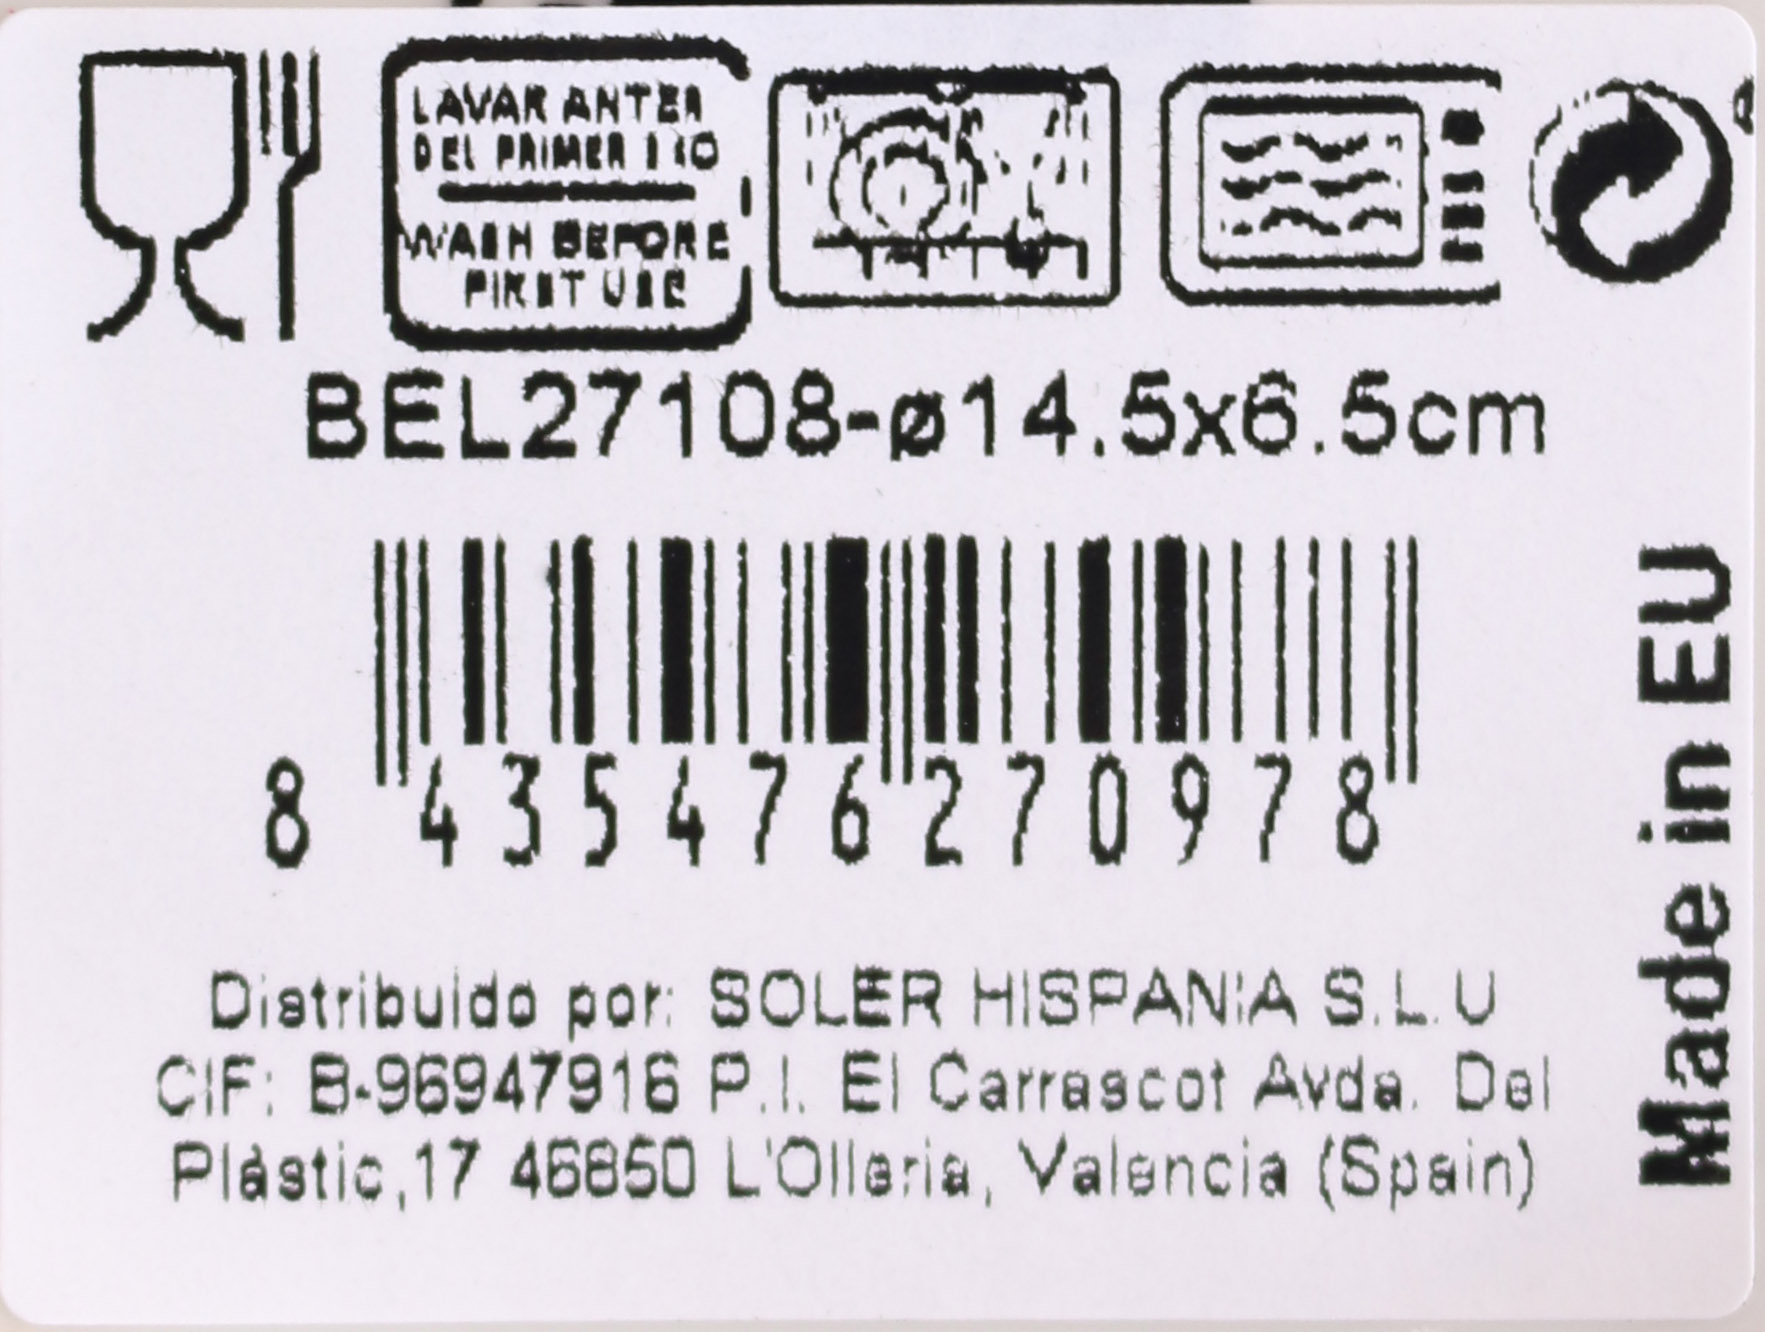 LAVAR ANTES
DEL PRIMER USO
WASH BEFORE
FIRST USE
BEL27108-ø14.5x6.5cm
8 435476 270978
Distribuido por: SOLER HISPANIA S.L.U
CIF: B-96947916 P.I. El Carrascot Avda. Del
Plàstic,17 46850 L'Olleria, Valencia (Spain)
Made in EU